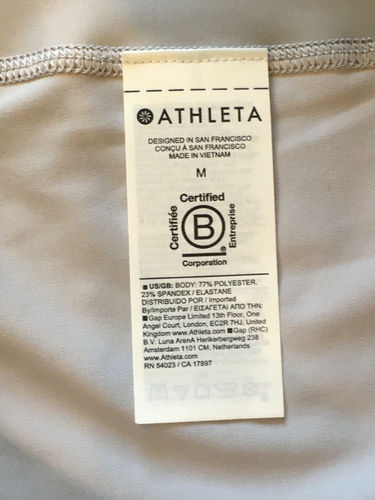 ATHLETA
DESIGNED IN SAN FRANCISCO
CONÇU À SAN FRANCISCO
MADE IN VIETNAM
M
Certified
Certifiée
B
Entreprise
®
Corporation
■ US/GB: BODY: 77% POLYESTER,
23% SPANDEX / ELASTANE
DISTRIBUIDO POR / Imported
By/Importe Par / ΕΙΣΑΓΕΤΑΙ ΑΠΟ ΤΗΝ:
■ Gap Europe Limited 13th Floor, One
Angel Court, London, EC2R 7HJ, United
Kingdom www.Athleta.com ■ Gap (RHC)
B.V. Luna ArenA Herikerbergweg 238
Amsterdam 1101 CM, Netherlands
www.Athleta.com
RN 54023 / CA 17897